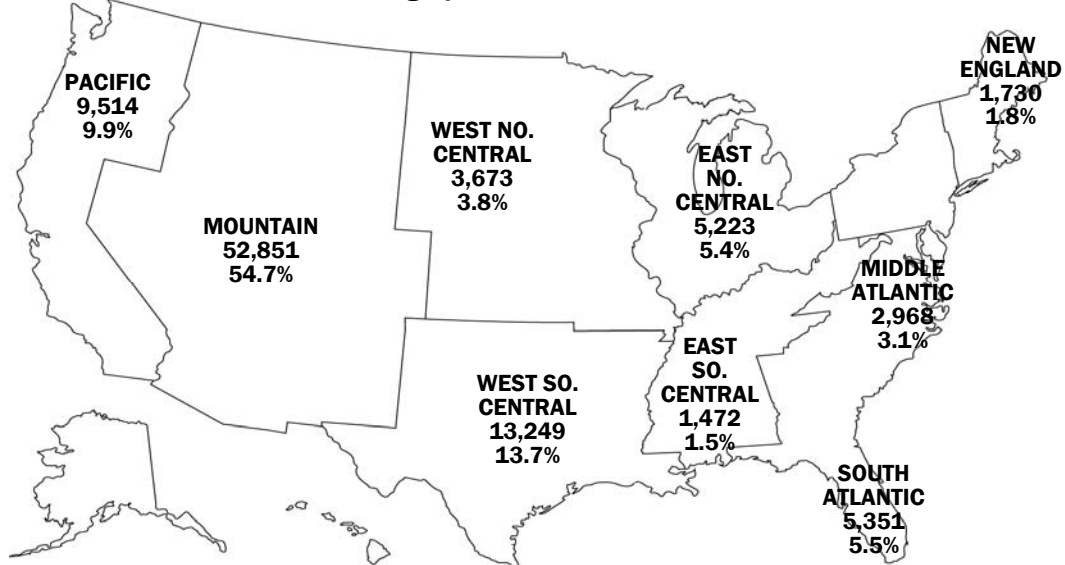 PACIFIC
9,514
9.9%
MOUNTAIN
52,851
54.7%
WEST NO.
CENTRAL
3,673
3.8%
WEST SO.
CENTRAL
13,249
13.7%
EAST
NO.
CENTRAL
5,223
5.4%
EAST
SO.
CENTRAL
1,472
1.5%
NEW
ENGLAND
1,730
1.8%
MIDDLE
ATLANTIC
2,968
3.1%
SOUTH
ATLANTIC
5,351
5.5%